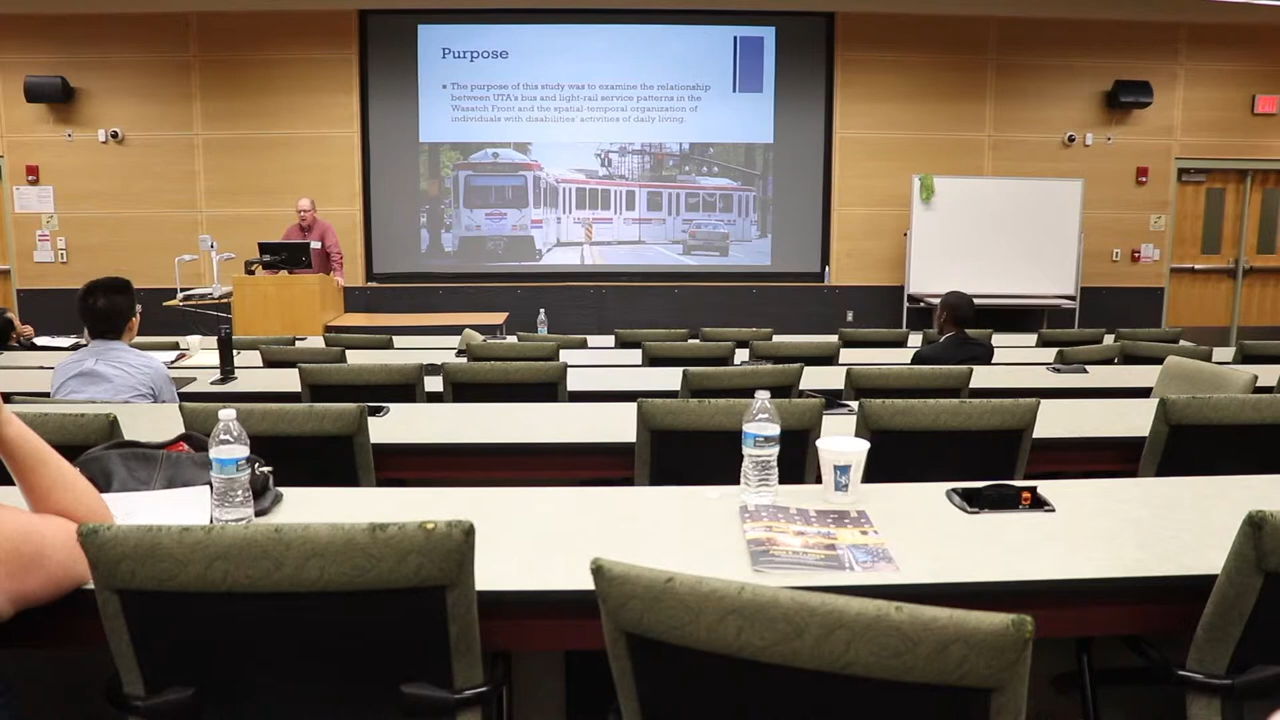 Purpose
▪ The purpose of this study was to examine the relationship
between UTA's bus and light-rail service patterns in the
Wasatch Front and the spatial-temporal organization of
individuals with disabilities' activities of daily living.
EXIT